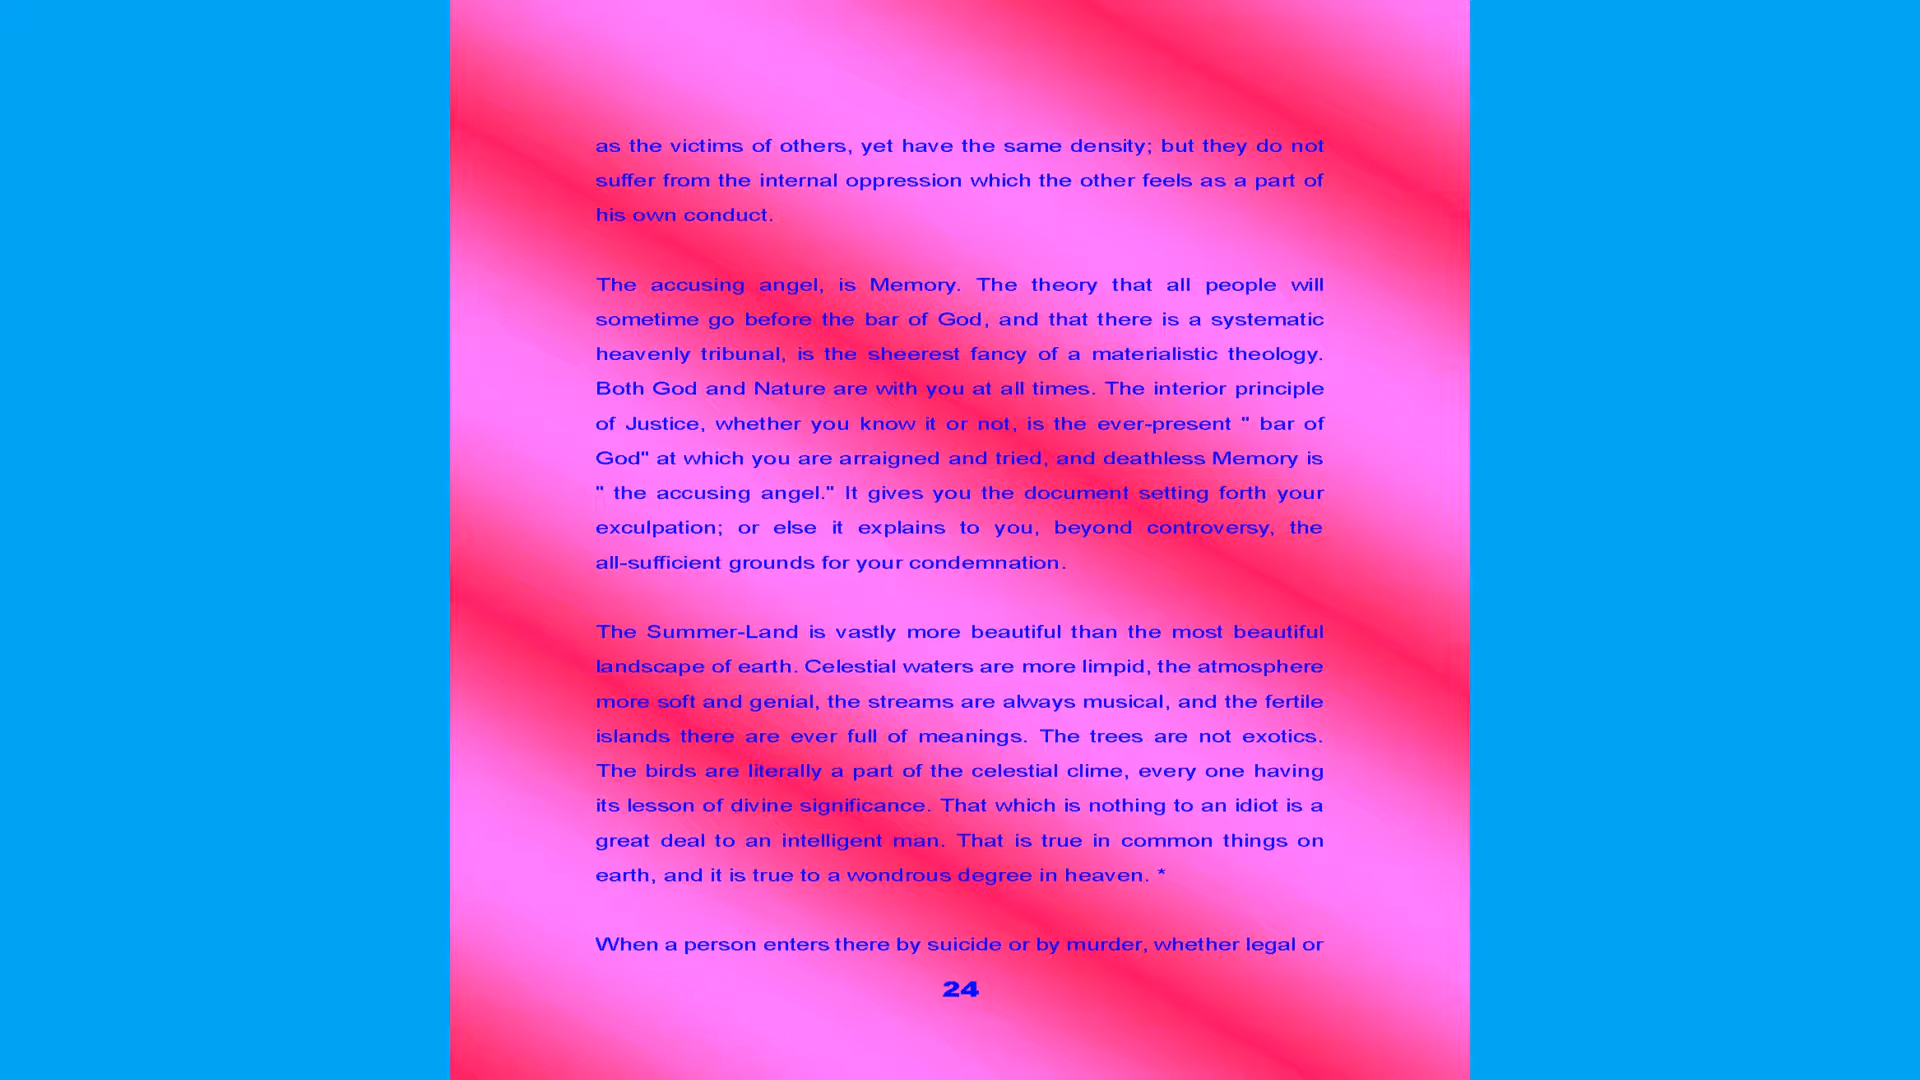 as the victims of others, yet have the same density; but they do not
suffer from the internal oppression which the other feels as a part of
his own conduct.
The accusing angel, is Memory. The theory that all people will
sometime go before the bar of God, and that there is a systematic
heavenly tribunal, is the sheerest fancy of a materialistic theology.
Both God and Nature are with you at all times. The interior principle
of Justice, whether you know it or not, is the ever-present " bar of
God" at which you are arraigned and tried, and deathless Memory is
" the accusing angel." It gives you the document setting forth your
exculpation; or else it explains to you, beyond controversy, the
all-sufficient grounds for your condemnation.
The Summer-Land is vastly more beautiful than the most beautiful
landscape of earth. Celestial waters are more limpid, the atmosphere
more soft and genial, the streams are always musical, and the fertile
islands there are ever full of meanings. The trees are not exotics.
The birds are literally a part of the celestial clime, every one having
its lesson of divine significance. That which is nothing to an idiot is a
great deal to an intelligent man. That is true in common things on
earth, and it is true to a wondrous degree in heaven. *
When a person enters there by suicide or by murder, whether legal or
24